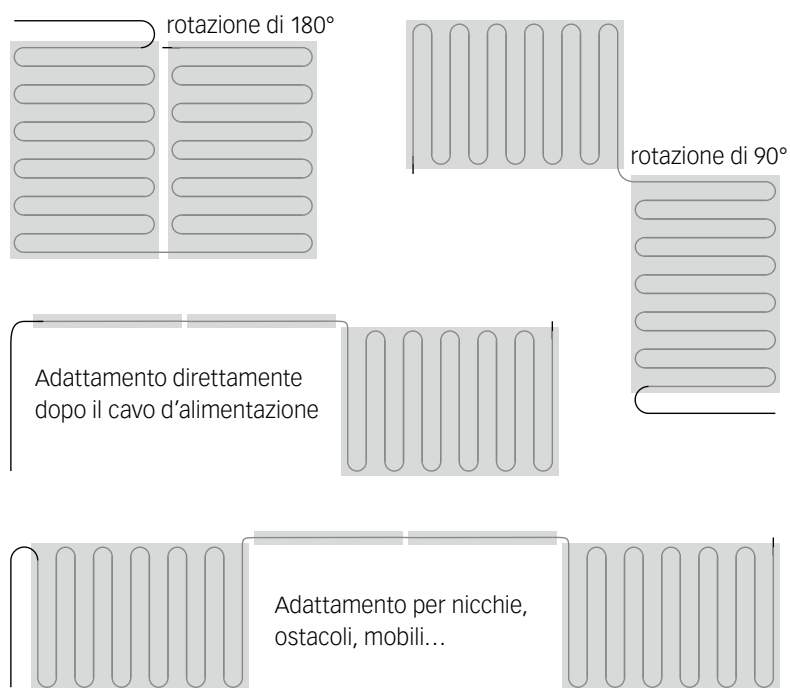 rotazione di 180°
rotazione di 90°
Adattamento direttamente
dopo il cavo d'alimentazione
Adattamento per nicchie,
ostacoli, mobili…